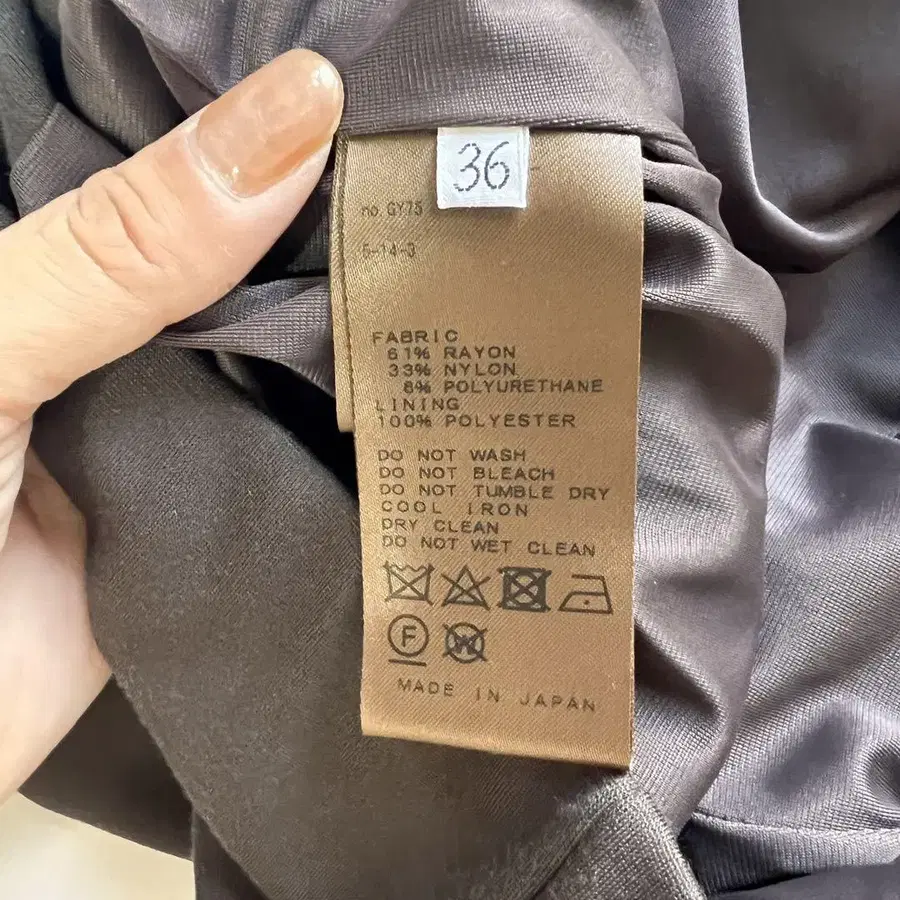 36
no. GY75
5-14-3
FABRIC
61% RAYON
33% NYLON
6% POLYURETHANE
LINING
100% POLYESTER
DO NOT WASH
DO NOT BLEACH
DO NOT TUMBLE DRY
COOL IRON
DRY CLEAN
DO NOT WET CLEAN
F
W
MADE IN JAPAN